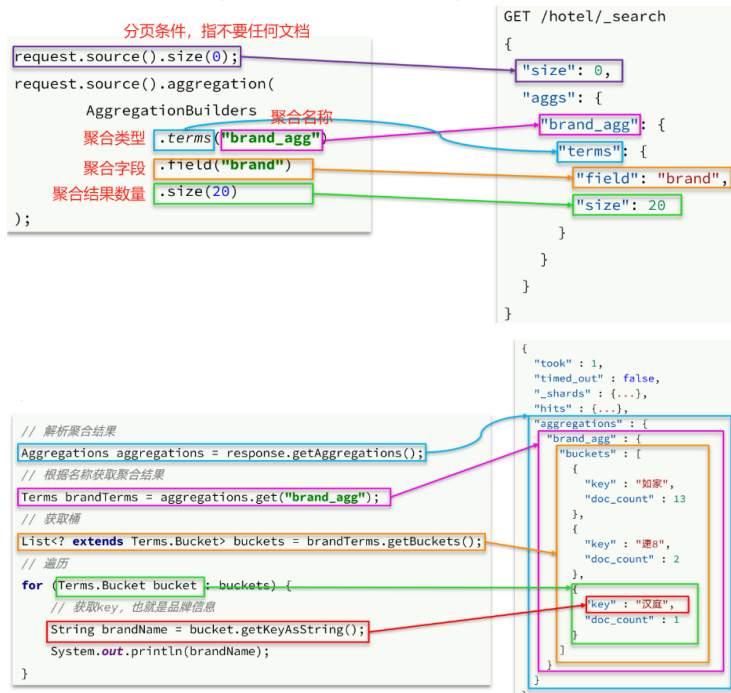 分页条件，指不要任何文档
request.source().size(0);
request.source().aggregation(
AggregationBuilders
聚合名称
聚合类型 .terms("brand_agg")
聚合字段 .field("brand")
聚合结果数量 .size(20)
);
GET /hotel/_search
{
"size": 0,
"aggs": {
"brand_agg": {
"terms": {
"field": "brand",
"size": 20
}
}
}
}
// 解析聚合结果
Aggregations aggregations = response.getAggregations();
// 根据名称获取聚合结果
Terms brandTerms = aggregations.get("brand_agg");
// 获取桶
List<? extends Terms.Bucket> buckets = brandTerms.getBuckets();
// 遍历
for (Terms.Bucket bucket : buckets) {
// 获取key，也就是品牌信息
String brandName = bucket.getKeyAsString();
System.out.println(brandName);
}
{
"took" : 1,
"timed_out" : false,
"_shards" : {...},
"hits" : {...},
"aggregations" : {
"brand_agg" : {
"buckets" : [
{
"key" : "如家",
"doc_count" : 13
},
{
"key" : "速8",
"doc_count" : 2
},
{
"key" : "汉庭",
"doc_count" : 1
}
]
}
}